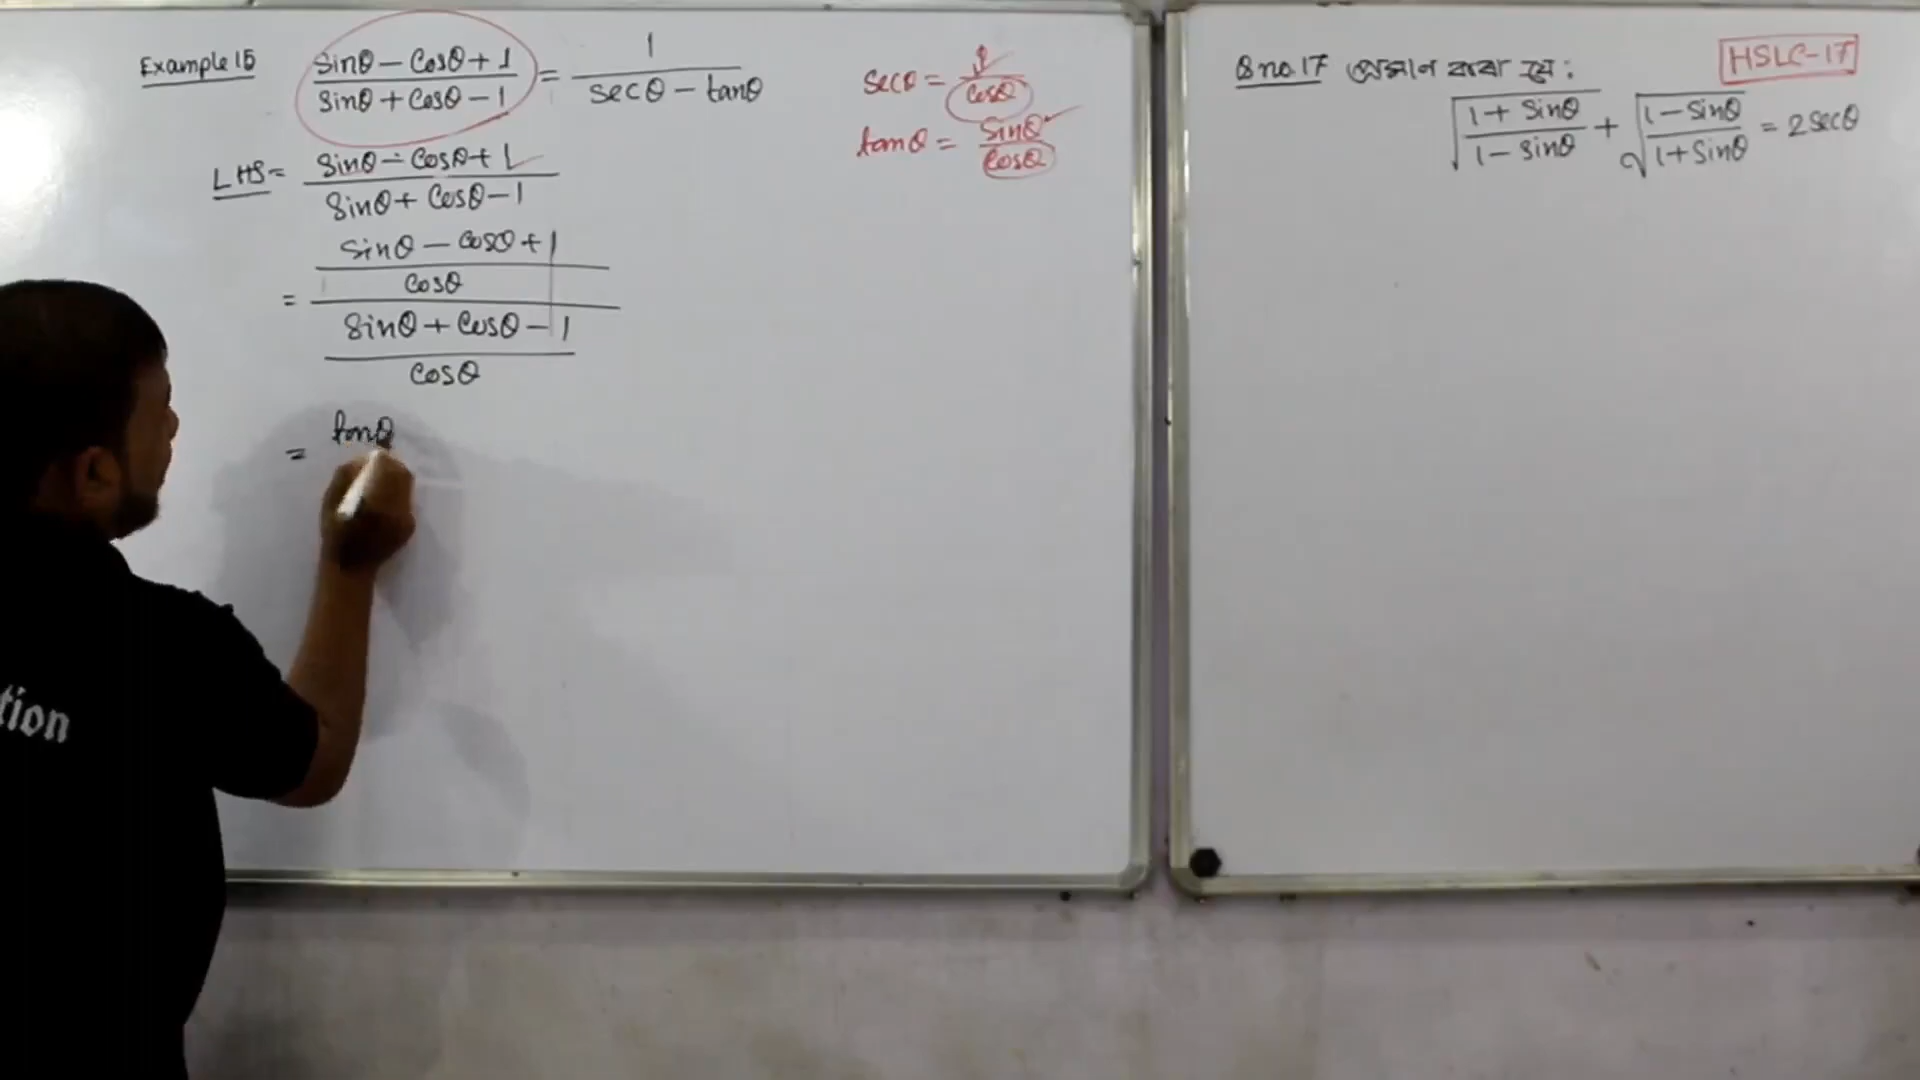 Example 15 sinθ − cosθ + 1 / sinθ + cosθ − 1 = 1 / secθ − tanθ
LHS = sinθ − cosθ + 1 / sinθ + cosθ − 1
= sinθ − cosθ + 1 / cosθ / sinθ + cosθ − 1 / cosθ
= tanθ
secθ = 1 / cosθ
tanθ = sinθ / cosθ
Q no. 17 যে :
HSLC-17
√(1 + sinθ / 1 − sinθ) + √(1 − sinθ / 1 + sinθ) = 2secθ
tion